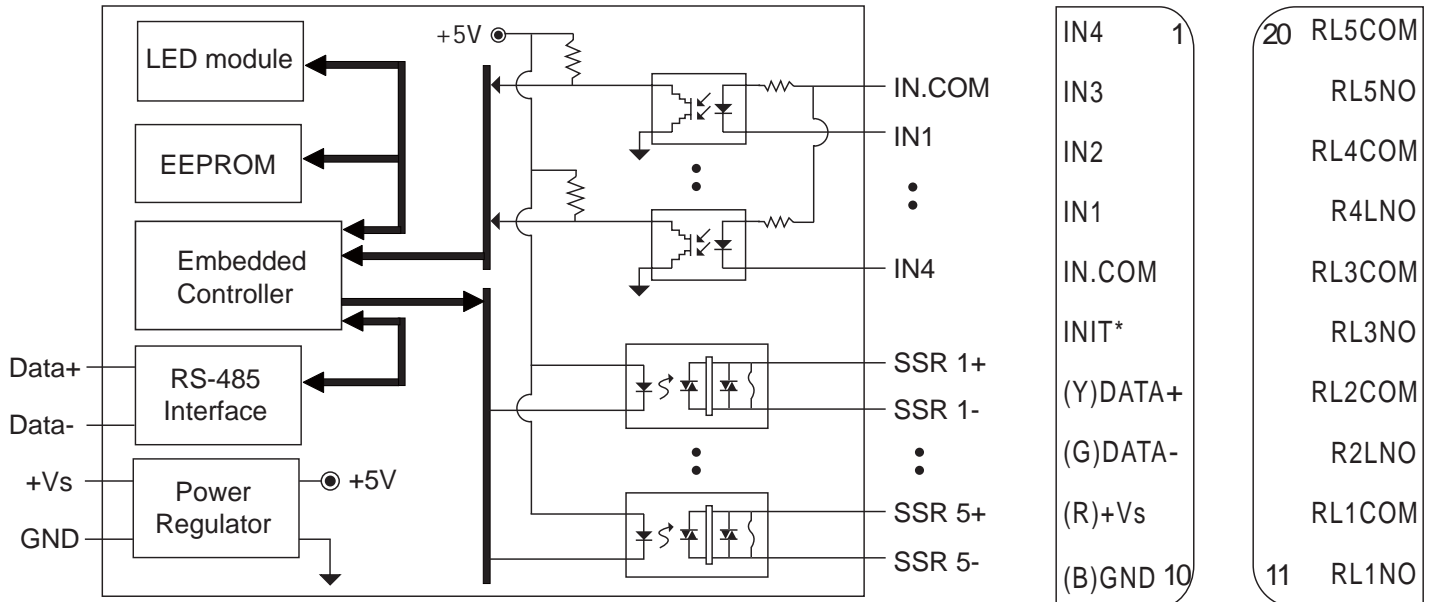 LED module
EEPROM
Embedded
Controller
RS-485
Interface
Power
Regulator
Data+
Data-
+Vs
GND
+5V
+5V
IN.COM
IN1
IN4
SSR 1+
SSR 1-
SSR 5+
SSR 5-
IN4 1
IN3
IN2
IN1
IN.COM
INIT*
(Y)DATA+
(G)DATA-
(R)+Vs
(B)GND 10
20 RL5COM
RL5NO
RL4COM
R4LNO
RL3COM
RL3NO
RL2COM
R2LNO
RL1COM
11 RL1NO